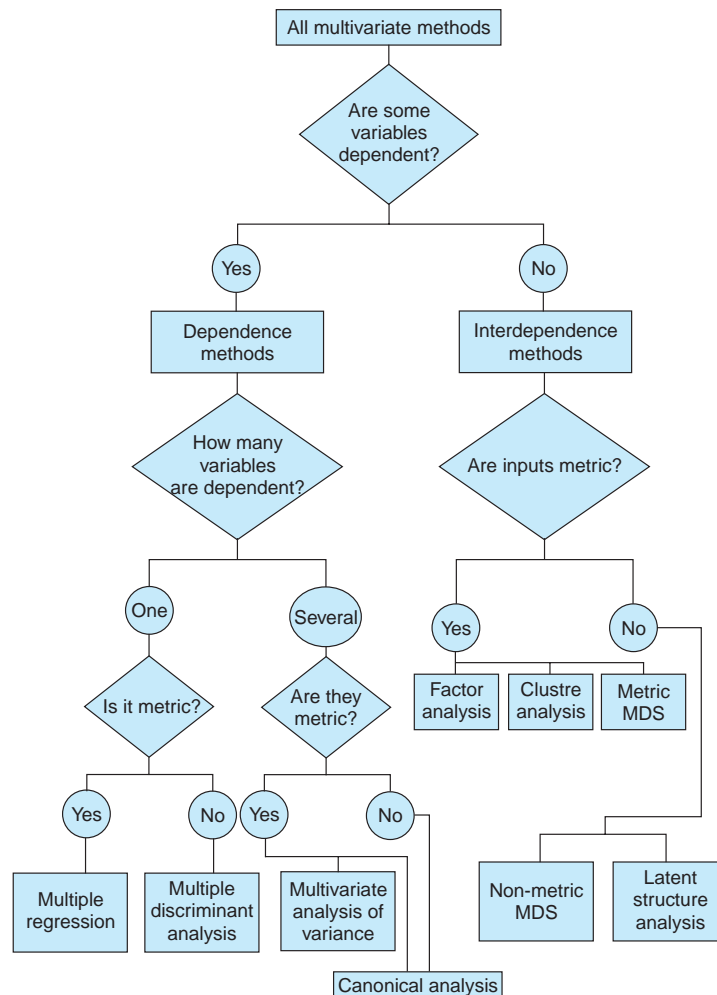 All multivariate methods
Are some
variables
dependent?
Yes
No
Dependence
methods
Interdependence
methods
How many
variables
are dependent?
Are inputs metric?
One
Several
Yes
No
Is it metric?
Are they
metric?
Factor
analysis
Clustre
analysis
Metric
MDS
Yes
No
Yes
No
Multiple
regression
Multiple
discriminant
analysis
Multivariate
analysis of
variance
Non-metric
MDS
Latent
structure
analysis
Canonical analysis